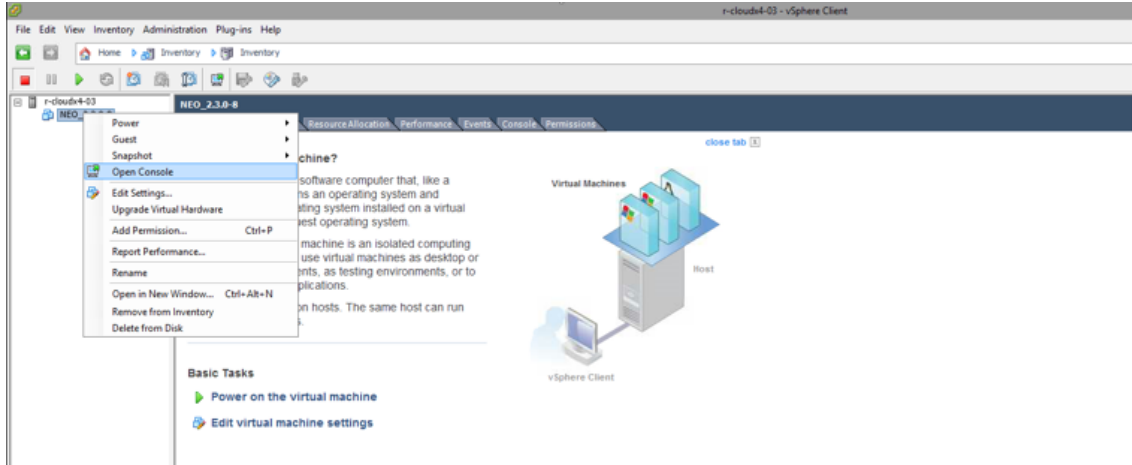 r-cloudx4-03 - vSphere Client
File Edit View Inventory Administration Plug-ins Help
Home Inventory Inventory
r-cloudx4-03
NEO_2.3.0-8
NEO_2.3.0-8
Resource Allocation Performance Events Console Permissions
close tab
Power
Guest
Snapshot
Open Console
Edit Settings...
Upgrade Virtual Hardware
Add Permission... Ctrl+P
Report Performance...
Rename
Open in New Window... Ctrl+Alt+N
Remove from Inventory
Delete from Disk
chine?
software computer that, like a
ns an operating system and
ating system installed on a virtual
uest operating system.
machine is an isolated computing
use virtual machines as desktop or
ents, as testing environments, or to
plications.
on hosts. The same host can run
s.
Virtual Machines
Host
vSphere Client
Basic Tasks
Power on the virtual machine
Edit virtual machine settings